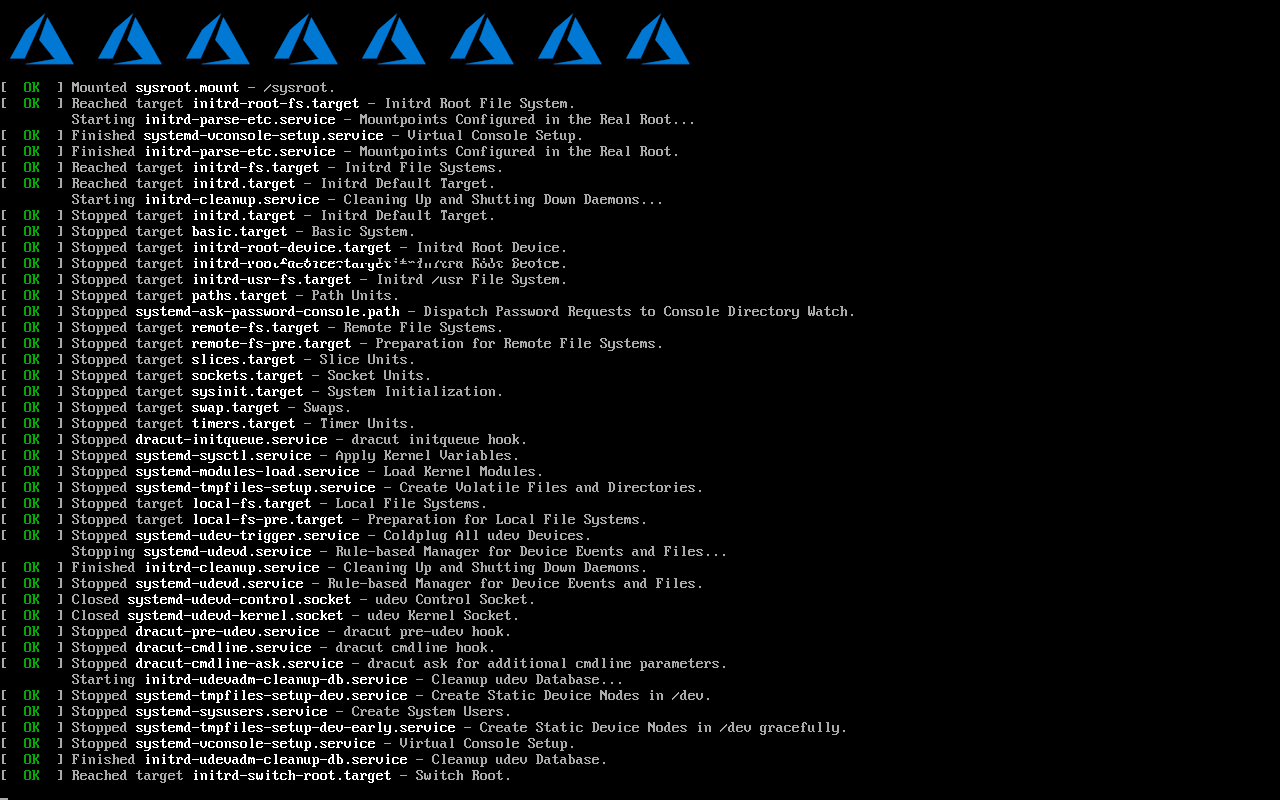 [  OK  ] Mounted sysroot.mount - /sysroot.
[  OK  ] Reached target initrd-root-fs.target - Initrd Root File System.
Starting initrd-parse-etc.service - Mountpoints Configured in the Real Root...
[  OK  ] Finished systemd-vconsole-setup.service - Virtual Console Setup.
[  OK  ] Finished initrd-parse-etc.service - Mountpoints Configured in the Real Root.
[  OK  ] Reached target initrd-fs.target - Initrd File Systems.
[  OK  ] Reached target initrd.target - Initrd Default Target.
Starting initrd-cleanup.service - Cleaning Up and Shutting Down Daemons...
[  OK  ] Stopped target initrd.target - Initrd Default Target.
[  OK  ] Stopped target basic.target - Basic System.
[  OK  ] Stopped target initrd-root-device.target - Initrd Root Device.
[  OK  ] Stopped target
[  OK  ] Stopped target initrd-usr-fs.target - Initrd /usr File System.
[  OK  ] Stopped target paths.target - Path Units.
[  OK  ] Stopped systemd-ask-password-console.path - Dispatch Password Requests to Console Directory Watch.
[  OK  ] Stopped target remote-fs.target - Remote File Systems.
[  OK  ] Stopped target remote-fs-pre.target - Preparation for Remote File Systems.
[  OK  ] Stopped target slices.target - Slice Units.
[  OK  ] Stopped target sockets.target - Socket Units.
[  OK  ] Stopped target sysinit.target - System Initialization.
[  OK  ] Stopped target swap.target - Swaps.
[  OK  ] Stopped target timers.target - Timer Units.
[  OK  ] Stopped dracut-initqueue.service - dracut initqueue hook.
[  OK  ] Stopped systemd-sysctl.service - Apply Kernel Variables.
[  OK  ] Stopped systemd-modules-load.service - Load Kernel Modules.
[  OK  ] Stopped systemd-tmpfiles-setup.service - Create Volatile Files and Directories.
[  OK  ] Stopped target local-fs.target - Local File Systems.
[  OK  ] Stopped target local-fs-pre.target - Preparation for Local File Systems.
[  OK  ] Stopped systemd-udev-trigger.service - Coldplug All udev Devices.
Stopping systemd-udevd.service - Rule-based Manager for Device Events and Files...
[  OK  ] Finished initrd-cleanup.service - Cleaning Up and Shutting Down Daemons.
[  OK  ] Stopped systemd-udevd.service - Rule-based Manager for Device Events and Files.
[  OK  ] Closed systemd-udevd-control.socket - udev Control Socket.
[  OK  ] Closed systemd-udevd-kernel.socket - udev Kernel Socket.
[  OK  ] Stopped dracut-pre-udev.service - dracut pre-udev hook.
[  OK  ] Stopped dracut-cmdline.service - dracut cmdline hook.
[  OK  ] Stopped dracut-cmdline-ask.service - dracut ask for additional cmdline parameters.
Starting initrd-udevadm-cleanup-db.service - Cleanup udev Database...
[  OK  ] Stopped systemd-tmpfiles-setup-dev.service - Create Static Device Nodes in /dev.
[  OK  ] Stopped systemd-sysusers.service - Create System Users.
[  OK  ] Stopped systemd-tmpfiles-setup-dev-early.service - Create Static Device Nodes in /dev gracefully.
[  OK  ] Stopped systemd-vconsole-setup.service - Virtual Console Setup.
[  OK  ] Finished initrd-udevadm-cleanup-db.service - Cleanup udev Database.
[  OK  ] Reached target initrd-switch-root.target - Switch Root.